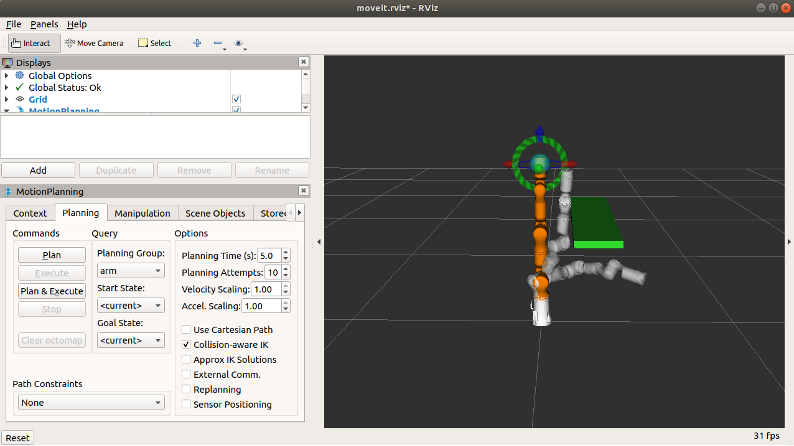 moveit.rviz* - RViz
File Panels Help
Interact Move Camera Select
Displays
Global Options
Global Status: Ok
Grid
MotionPlanning
Add Duplicate Remove Rename
MotionPlanning
Context Planning Manipulation Scene Objects Stored
Commands Query Options
Plan
Execute
Plan & Execute
Stop
Clear octomap
Planning Group:
arm
Start State:
<current>
Goal State:
<current>
Planning Time (s): 5.0
Planning Attempts: 10
Velocity Scaling: 1.00
Accel. Scaling: 1.00
Use Cartesian Path
Collision-aware IK
Approx IK Solutions
External Comm.
Replanning
Sensor Positioning
Path Constraints
None
Reset
31 fps